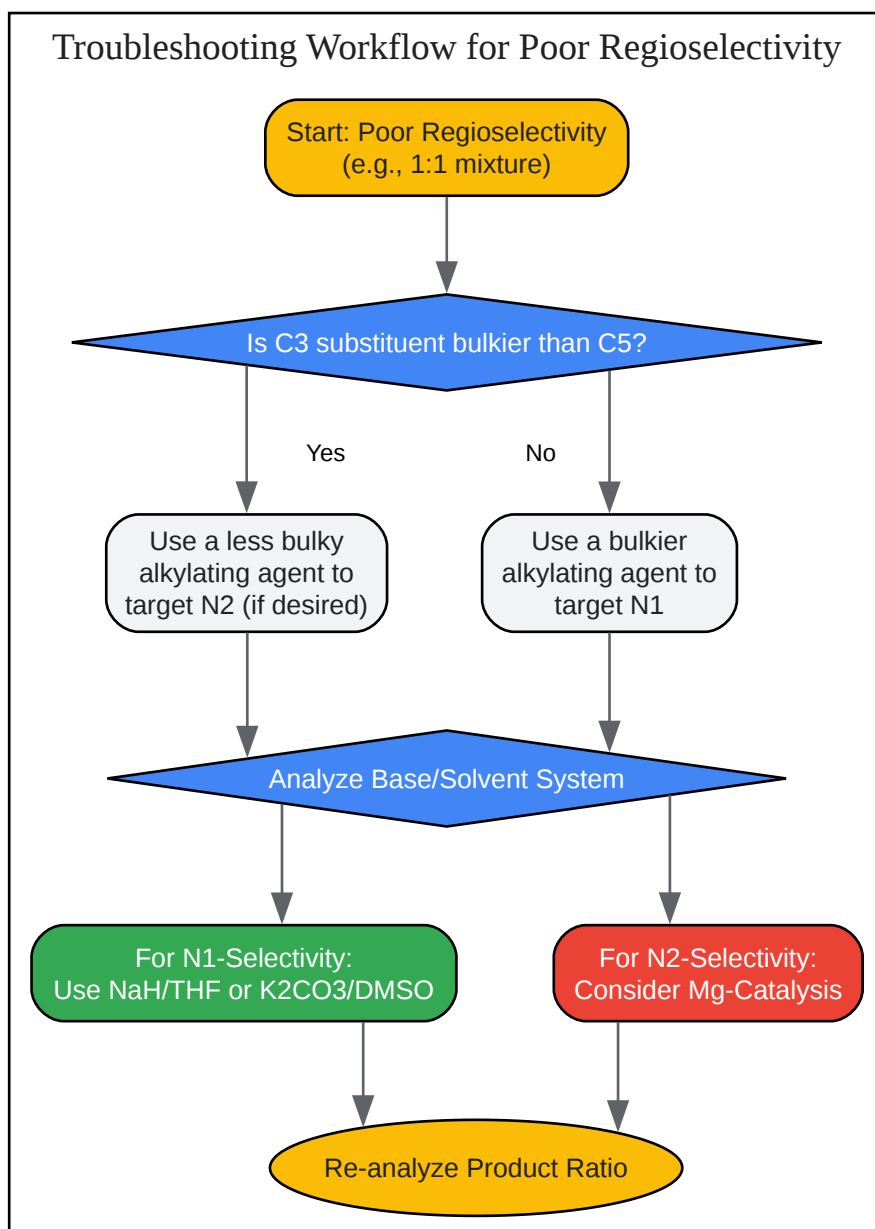 Troubleshooting Workflow for Poor Regioselectivity
Start: Poor Regioselectivity
(e.g., 1:1 mixture)
Is C3 substituent bulkier than C5?
Yes
No
Use a less bulky
alkylating agent to
target N2 (if desired)
Use a bulkier
alkylating agent to
target N1
Analyze Base/Solvent System
For N1-Selectivity:
Use NaH/THF or K2CO3/DMSO
For N2-Selectivity:
Consider Mg-Catalysis
Re-analyze Product Ratio